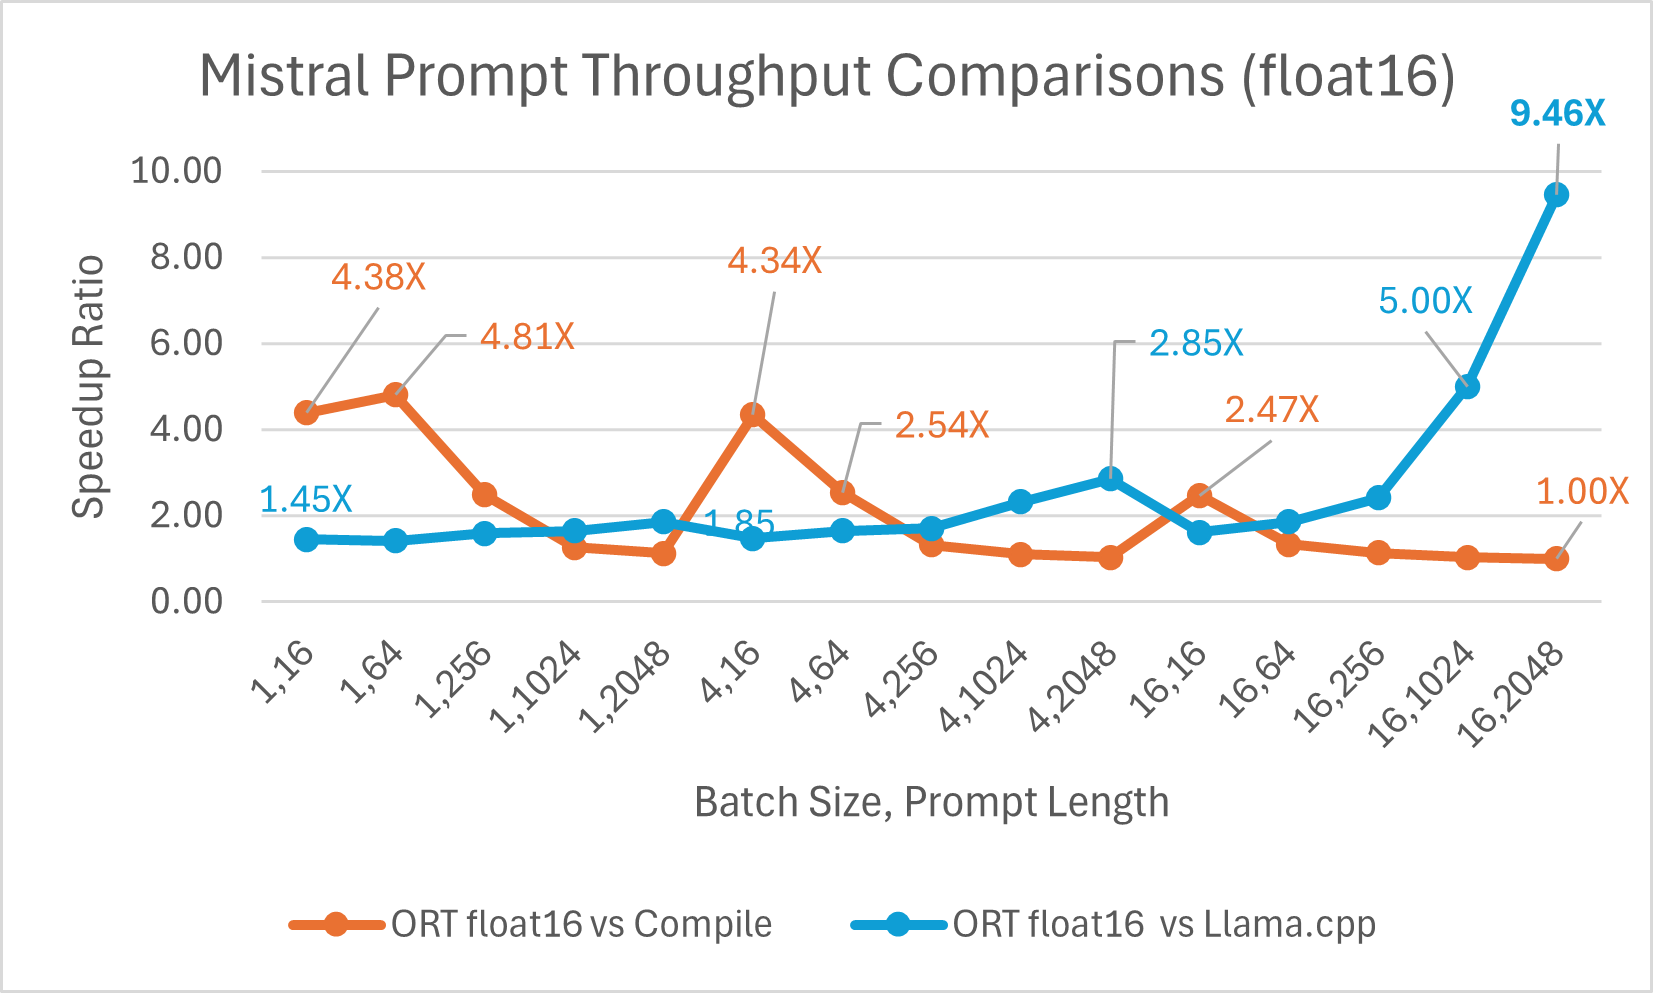 Mistral Prompt Throughput Comparisons (float16)
9.46X
10.00
8.00
6.00
4.00
2.00
0.00
Speedup Ratio
4.38X
4.81X
4.34X
2.54X
2.85X
2.47X
5.00X
1.00X
1.45X
1.85
1,16
1,64
1,256
1,1024
1,2048
4,16
4,64
4,256
4,1024
4,2048
16,16
16,64
16,256
16,1024
16,2048
Batch Size, Prompt Length
ORT float16 vs Compile
ORT float16 vs Llama.cpp